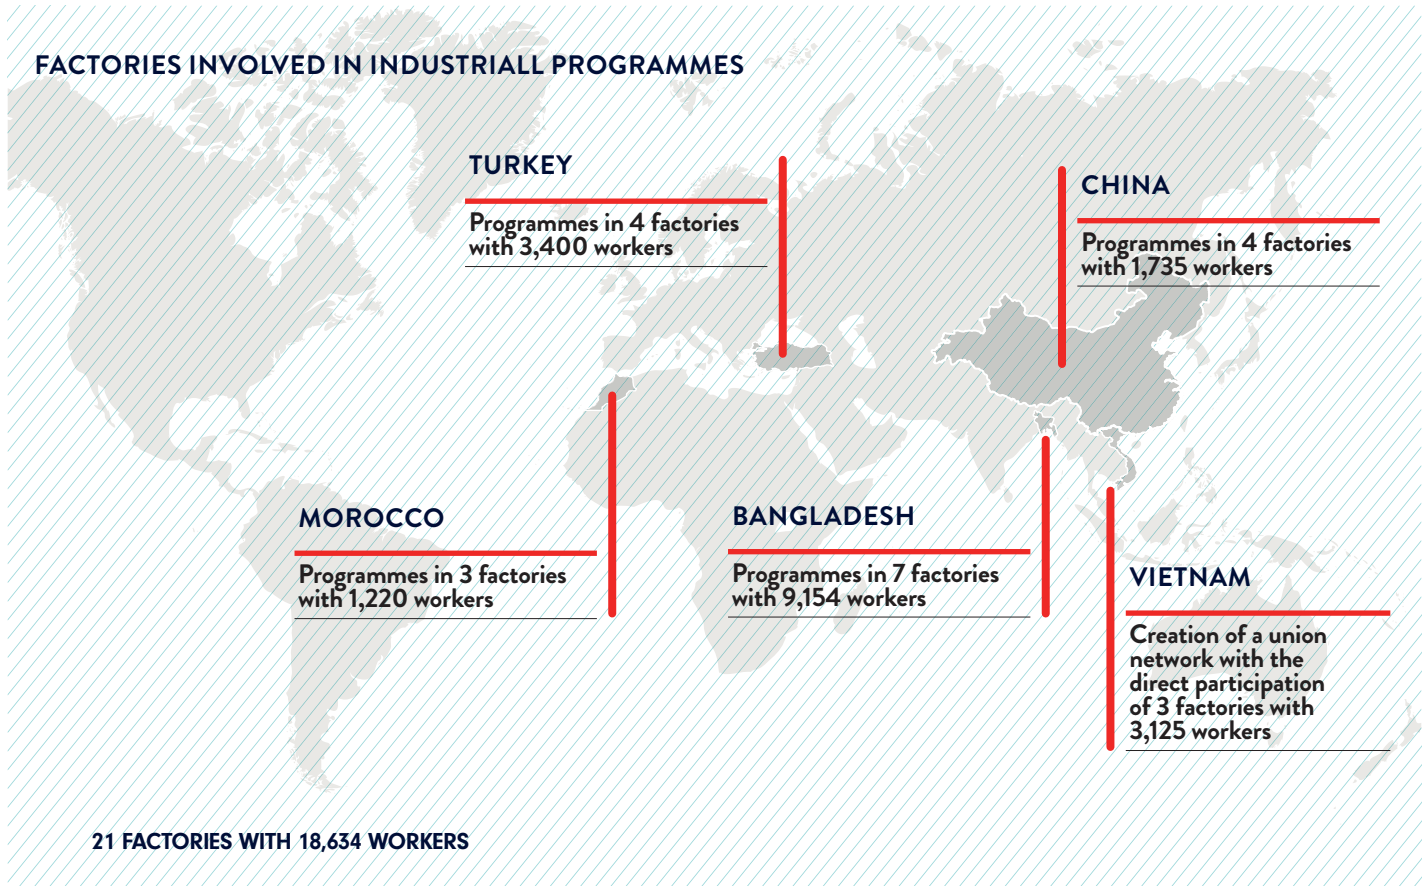 FACTORIES INVOLVED IN INDUSTRIALL PROGRAMMES
TURKEY
Programmes in 4 factories
with 3,400 workers
CHINA
Programmes in 4 factories
with 1,735 workers
MOROCCO
Programmes in 3 factories
with 1,220 workers
BANGLADESH
Programmes in 7 factories
with 9,154 workers
VIETNAM
Creation of a union
network with the
direct participation
of 3 factories with
3,125 workers
21 FACTORIES WITH 18,634 WORKERS